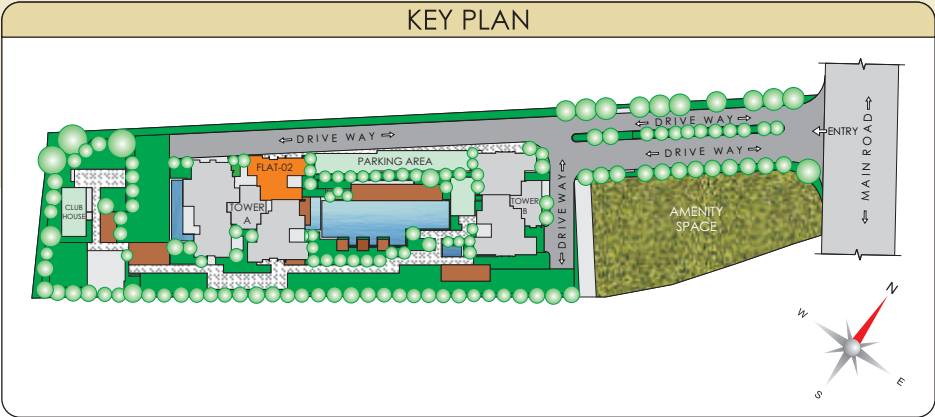 KEY PLAN
DRIVE WAY
ENTRY
DRIVE WAY
DRIVE WAY
MAIN ROAD
PARKING AREA
FLAT-02
CLUB
HOUSE
TOWER
A
TOWER
B
DRIVE WAY
AMENITY
SPACE
N
W
E
S